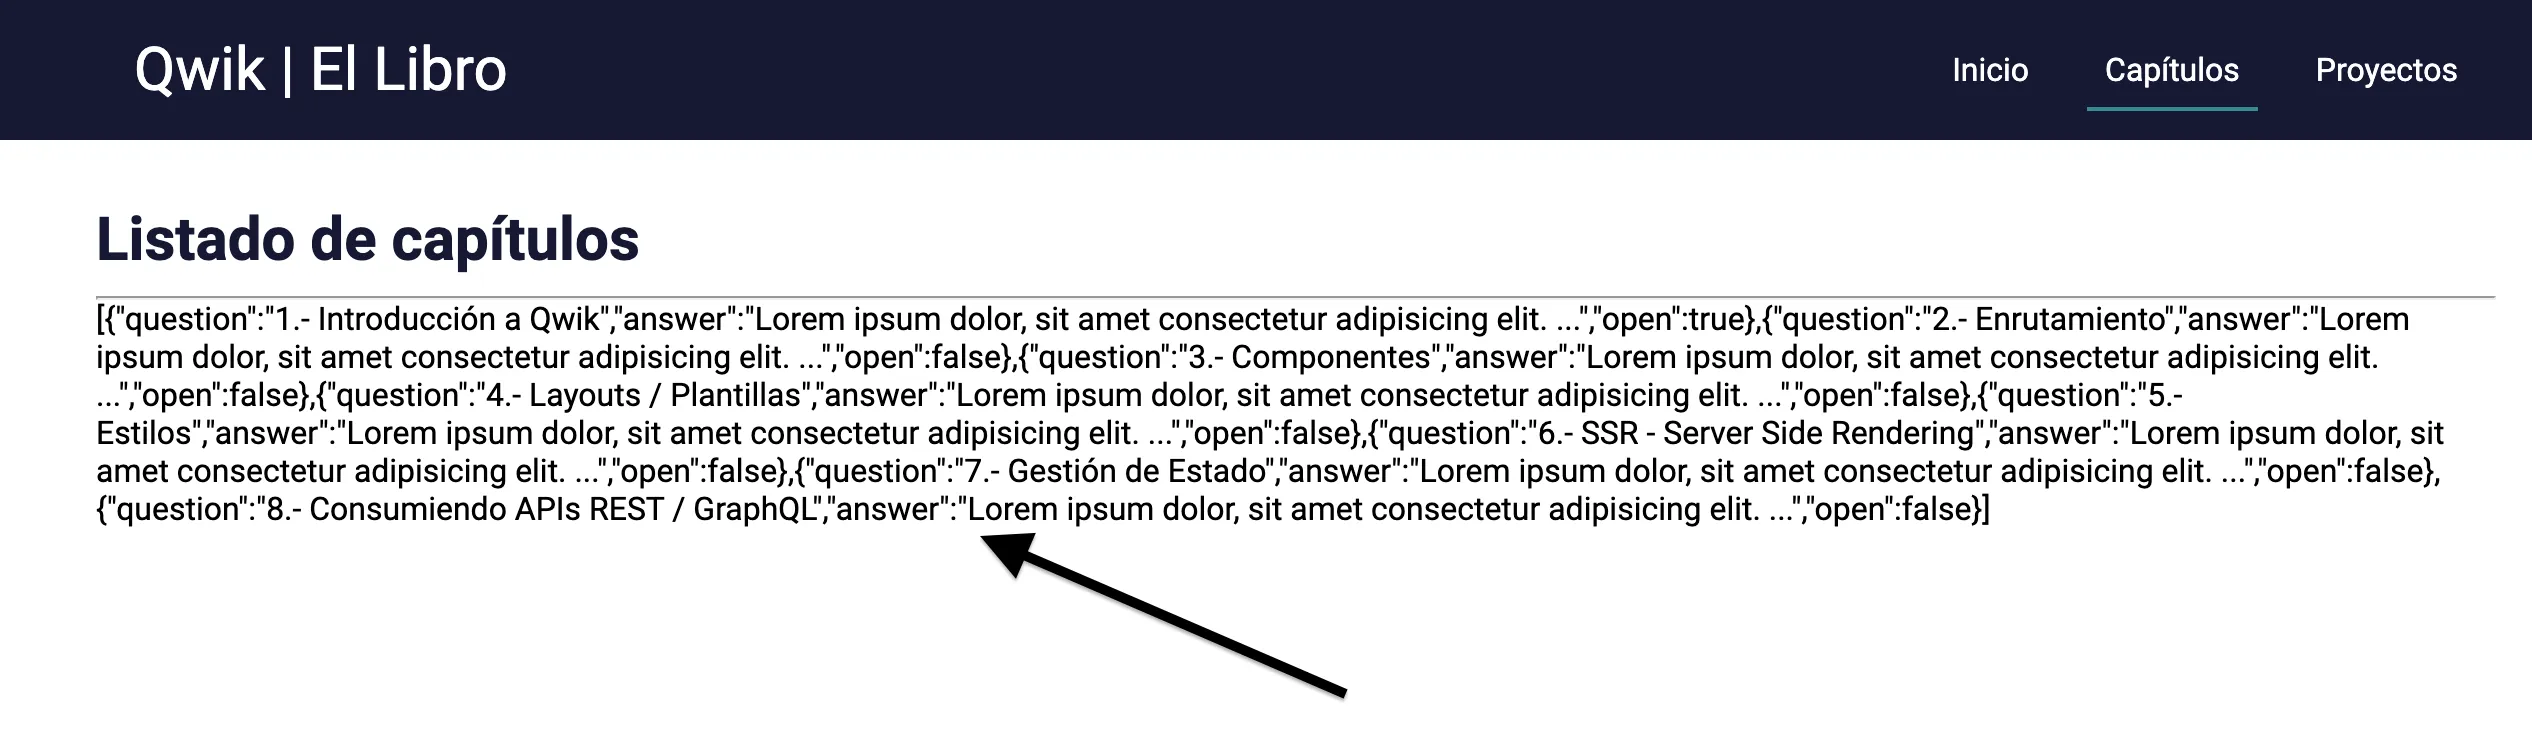 Qwik | El Libro
Inicio
Capítulos
Proyectos
Listado de capítulos
[{"question":"1.- Introducción a Qwik","answer":"Lorem ipsum dolor, sit amet consectetur adipisicing elit. ...","open":true},{"question":"2.- Enrutamiento","answer":"Lorem
ipsum dolor, sit amet consectetur adipisicing elit. ...","open":false},{"question":"3.- Componentes","answer":"Lorem ipsum dolor, sit amet consectetur adipisicing elit.
...","open":false},{"question":"4.- Layouts / Plantillas","answer":"Lorem ipsum dolor, sit amet consectetur adipisicing elit. ...","open":false},{"question":"5.-
Estilos","answer":"Lorem ipsum dolor, sit amet consectetur adipisicing elit. ...","open":false},{"question":"6.- SSR - Server Side Rendering","answer":"Lorem ipsum dolor, sit
amet consectetur adipisicing elit. ...","open":false},{"question":"7.- Gestión de Estado","answer":"Lorem ipsum dolor, sit amet consectetur adipisicing elit. ...","open":false},
{"question":"8.- Consumiendo APIs REST / GraphQL","answer":"Lorem ipsum dolor, sit amet consectetur adipisicing elit. ...","open":false}]